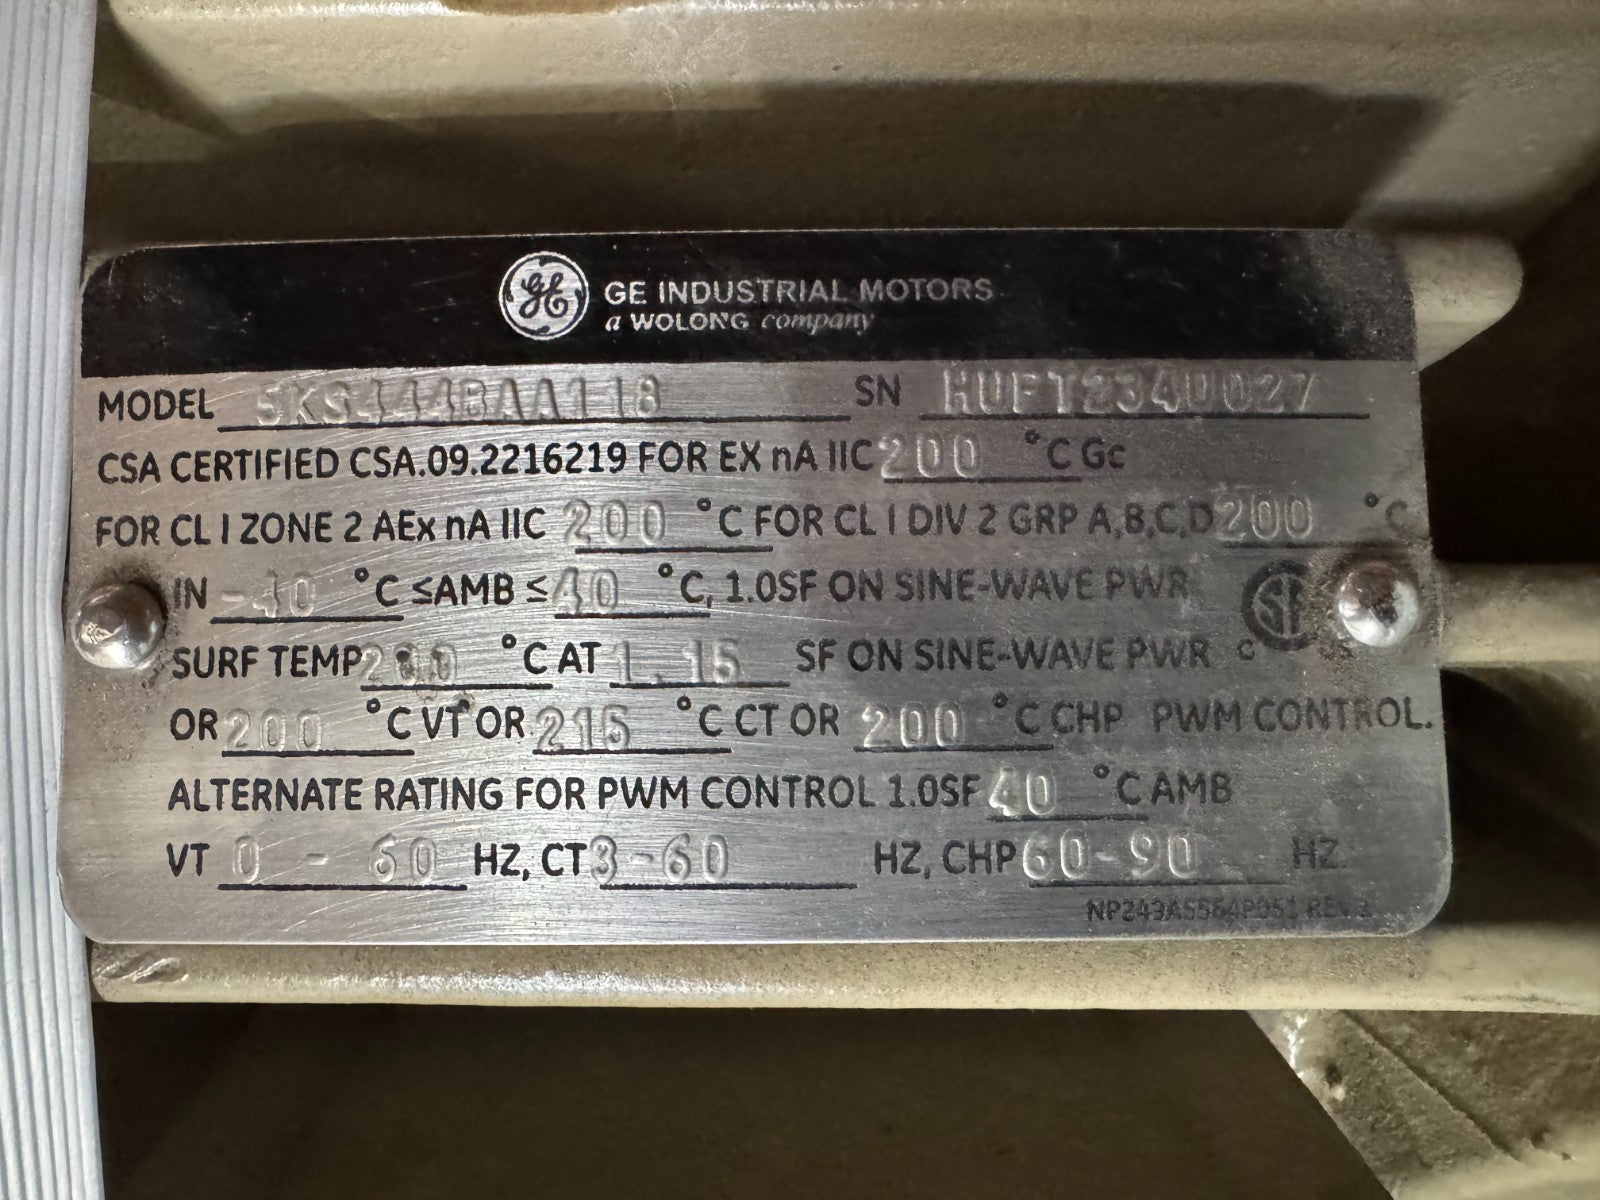 GE INDUSTRIAL MOTORS
a WOLONG company
MODEL 5KS444BAA118 SN HUFT2340027
CSA CERTIFIED CSA.09.2216219 FOR EX nA IIC 200 °C Gc
FOR CL I ZONE 2 AEx nA IIC 200 °C FOR CL I DIV 2 GRP A,B,C,D 200 °C
IN -40 °C ≤AMB≤ 40 °C, 1.0SF ON SINE-WAVE PWR
SURF TEMP 200 °C AT 1.15 SF ON SINE-WAVE PWR
OR 200 °C VT OR 215 °C CT OR 200 °C CHP PWM CONTROL.
ALTERNATE RATING FOR PWM CONTROL 1.0SF 40 °C AMB
VT 0 - 60 HZ, CT 3-60 HZ, CHP 60-90 HZ.